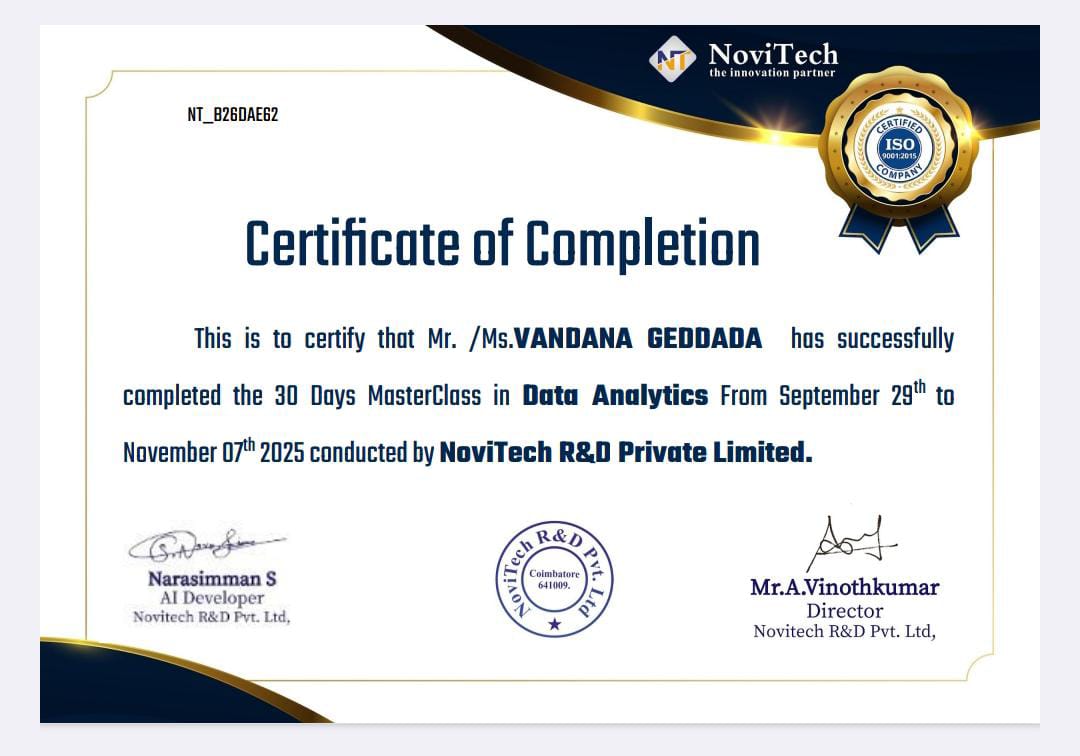 NT
NoviTech
the innovation partner
NT_B26DAE62
CERTIFIED
ISO
9001:2015
COMPANY
Certificate of Completion
This is to certify that Mr. /Ms.VANDANA GEDDADA has successfully
completed the 30 Days MasterClass in Data Analytics From September 29th to
November 07th 2025 conducted by NoviTech R&D Private Limited.
Narasimman S
AI Developer
Novitech R&D Pvt. Ltd,
NoviTech R&D Pvt. Ltd
Coimbatore
641009.
Mr.A.Vinothkumar
Director
Novitech R&D Pvt. Ltd,